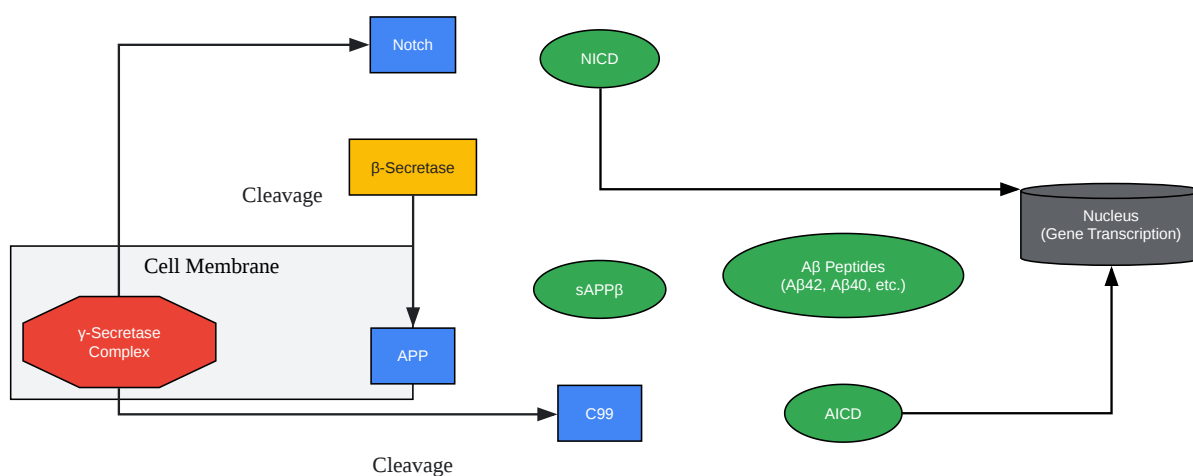 Notch
NICD
β-Secretase
Cleavage
Nucleus
(Gene Transcription)
Cell Membrane
Aβ Peptides
(Aβ42, Aβ40, etc.)
sAPPβ
γ-Secretase
Complex
APP
C99
AICD
Cleavage